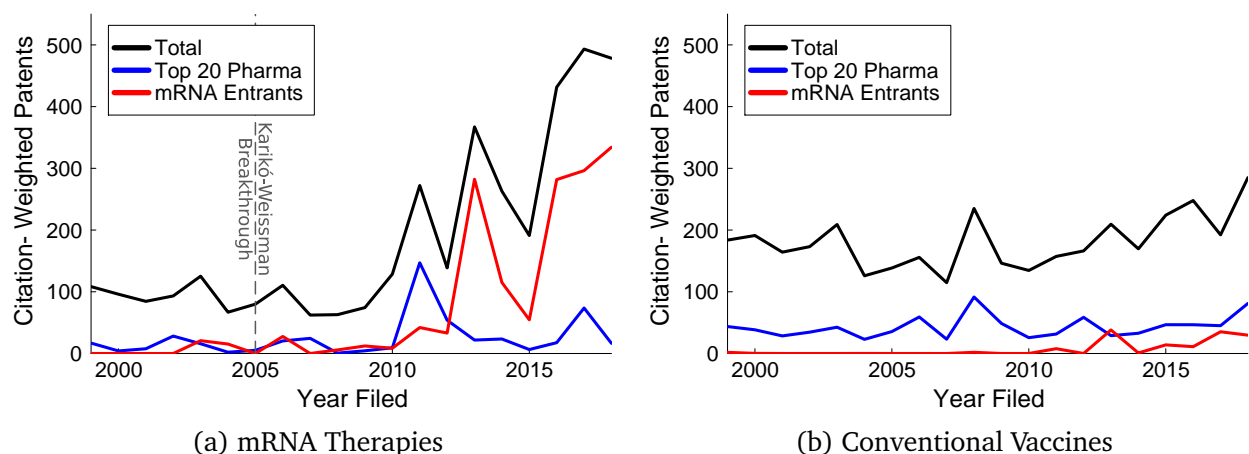 Citation- Weighted Patents
500
400
300
200
100
0
Total
Top 20 Pharma
mRNA Entrants
Karikó-Weissman
Breakthrough
2000
2005
2010
2015
Year Filed
(a) mRNA Therapies
Citation- Weighted Patents
500
400
300
200
100
0
Total
Top 20 Pharma
mRNA Entrants
2000
2005
2010
2015
Year Filed
(b) Conventional Vaccines